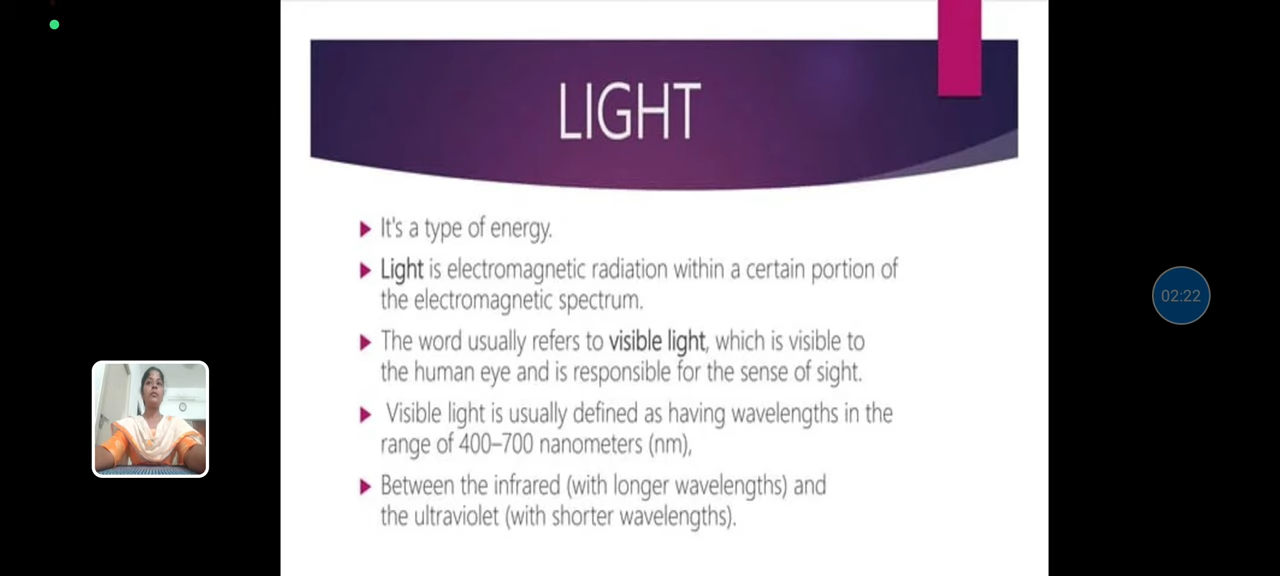 LIGHT
It's a type of energy.
Light is electromagnetic radiation within a certain portion of
the electromagnetic spectrum.
The word usually refers to visible light, which is visible to
the human eye and is responsible for the sense of sight.
Visible light is usually defined as having wavelengths in the
range of 400–700 nanometers (nm),
Between the infrared (with longer wavelengths) and
the ultraviolet (with shorter wavelengths).
02:22